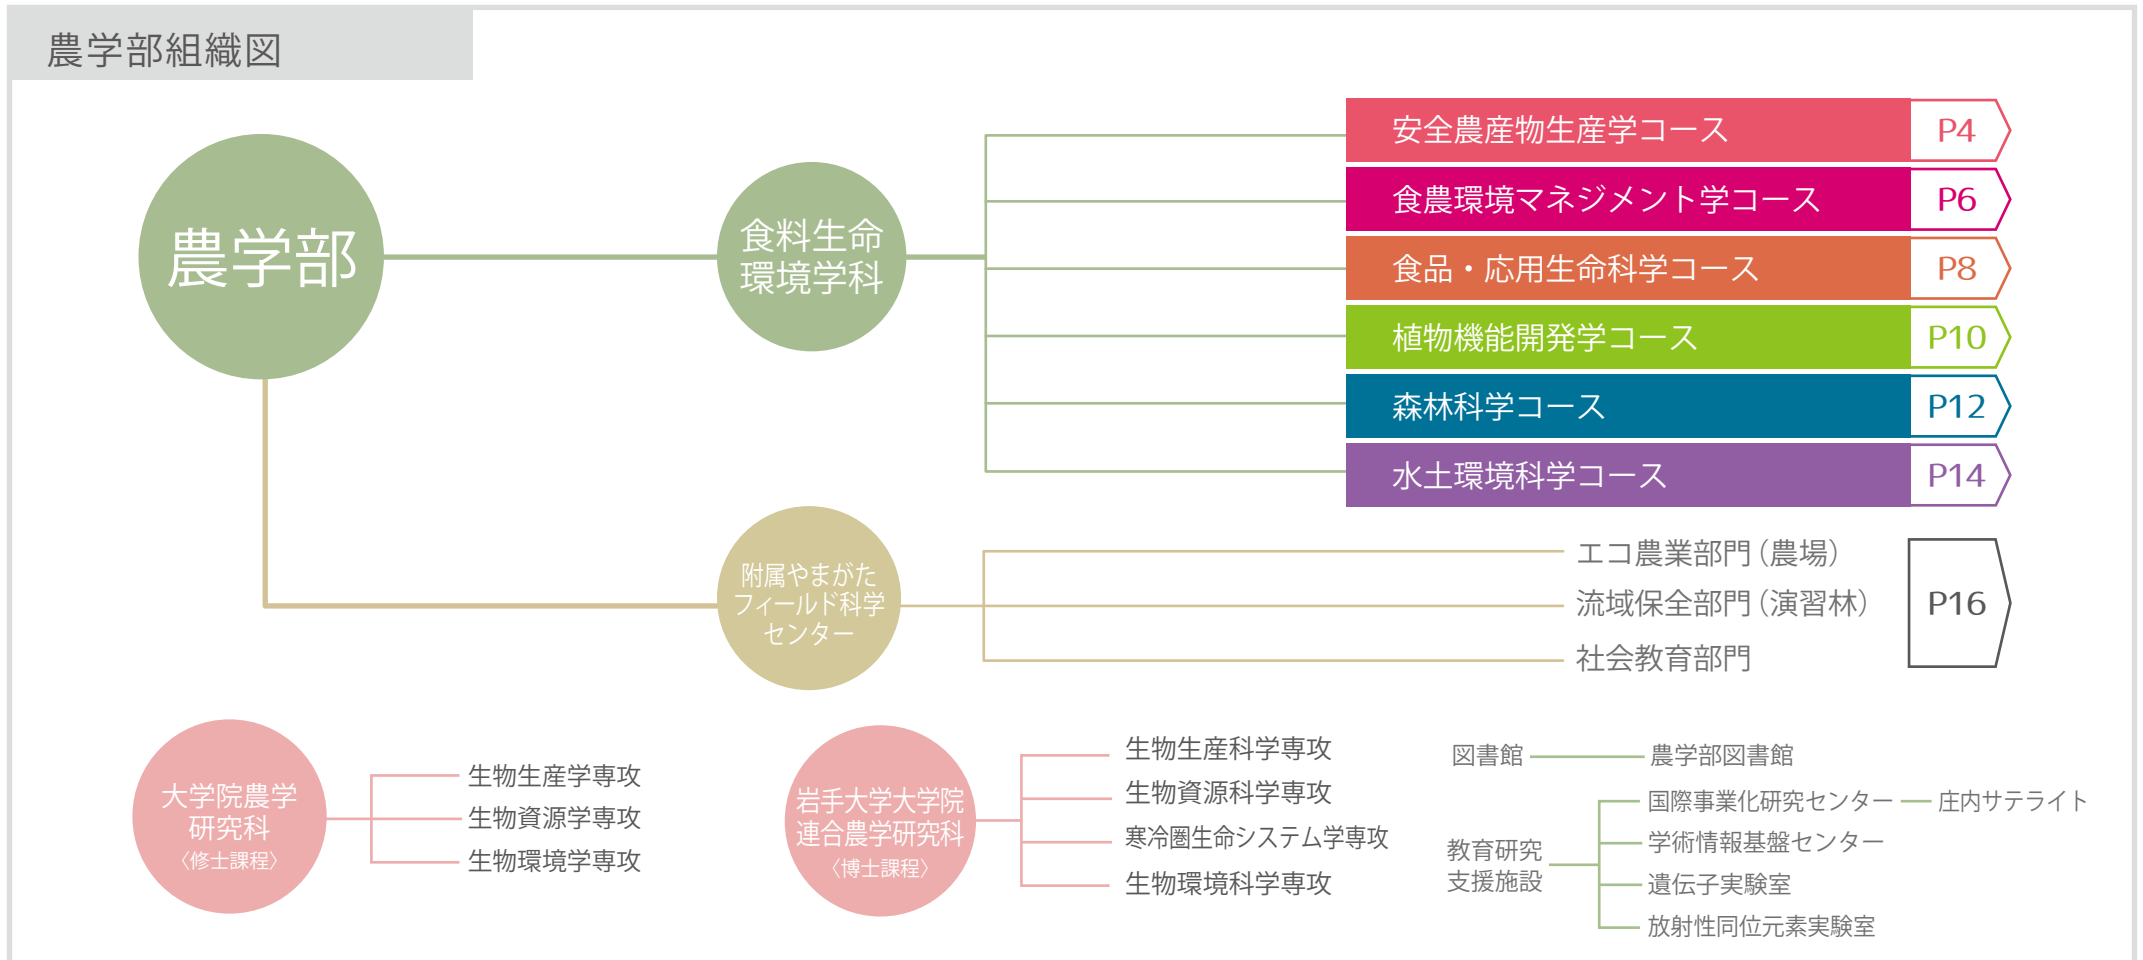 農学部組織図
農学部
食料生命
環境学科
安全農産物生産学コース P4
食農環境マネジメント学コース P6
食品・応用生命科学コース P8
植物機能開発学コース P10
森林科学コース P12
水土環境科学コース P14
附属やまがた
フィールド科学
センター
エコ農業部門（農場）
流域保全部門（演習林）
社会教育部門
P16
大学院農学
研究科
〈修士課程〉
生物生産学専攻
生物資源学専攻
生物環境学専攻
岩手大学大学院
連合農学研究科
〈博士課程〉
生物生産科学専攻
生物資源科学専攻
寒冷圏生命システム学専攻
生物環境科学専攻
図書館 農学部図書館
教育研究
支援施設
国際事業化研究センター 庄内サテライト
学術情報基盤センター
遺伝子実験室
放射性同位元素実験室